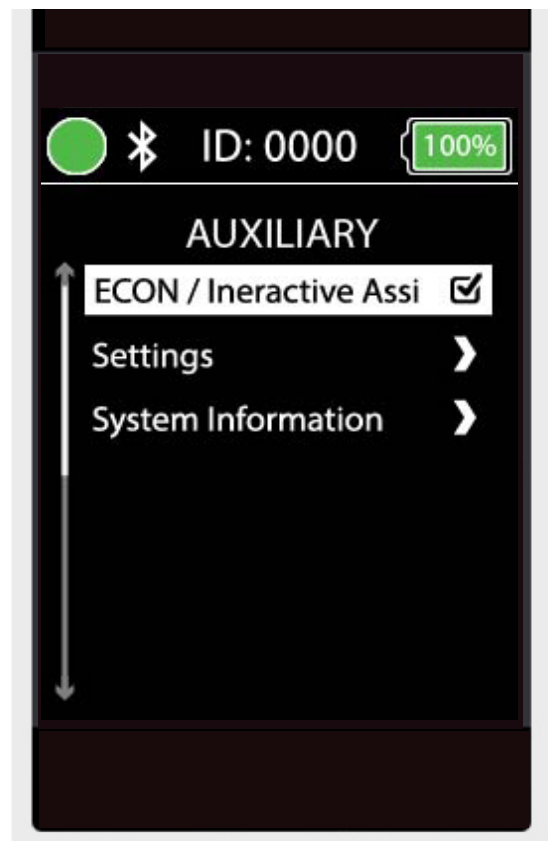 ID: 0000 100%
AUXILIARY
ECON / Ineractive Assi
Settings
System Information